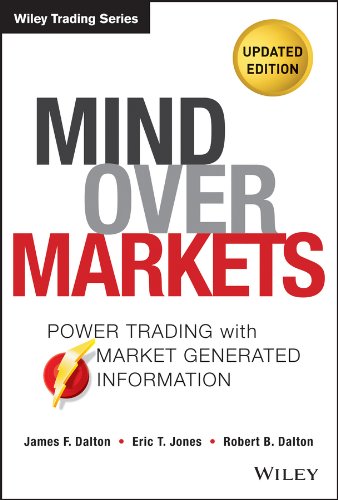 Wiley Trading Series
UPDATED
EDITION
MIND
OVER
MARKETS
POWER TRADING with
MARKET GENERATED
INFORMATION
James F. Dalton • Eric T. Jones • Robert B. Dalton
WILEY